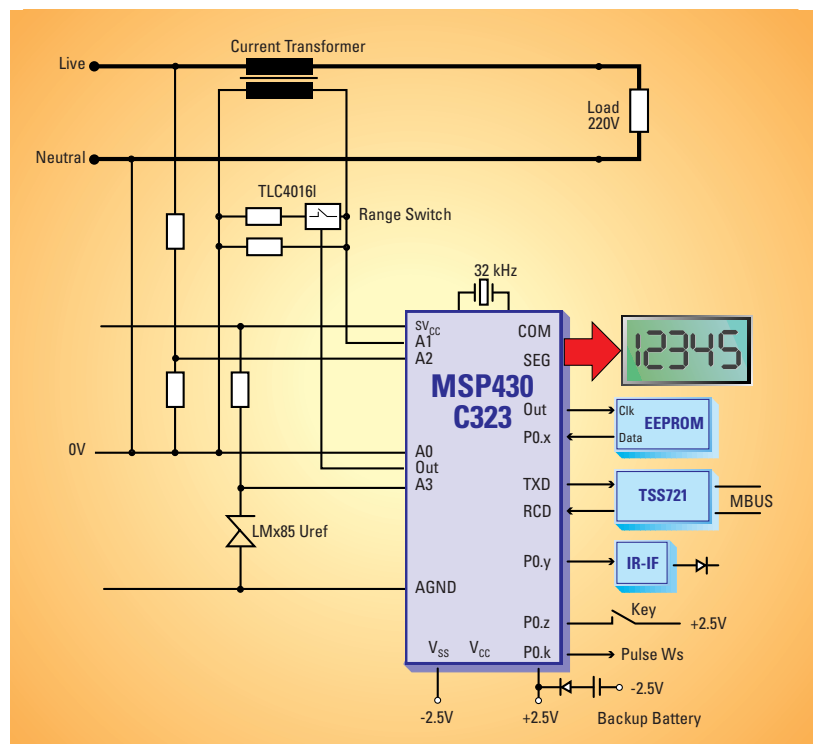 Current Transformer
Live
Load
220V
Neutral
TLC4016I
Range Switch
32 kHz
SVCC
COM
A1
A2
SEG
12345
MSP430
C323
Out
Clk
EEPROM
P0.x
Data
0V
A0
Out
A3
TXD
TSS721
MBUS
RCD
LMx85 Uref
P0.y
IR-IF
AGND
Key
P0.z
+2.5V
VSS
VCC
P0.k
Pulse Ws
-2.5V
-2.5V
+2.5V
Backup Battery